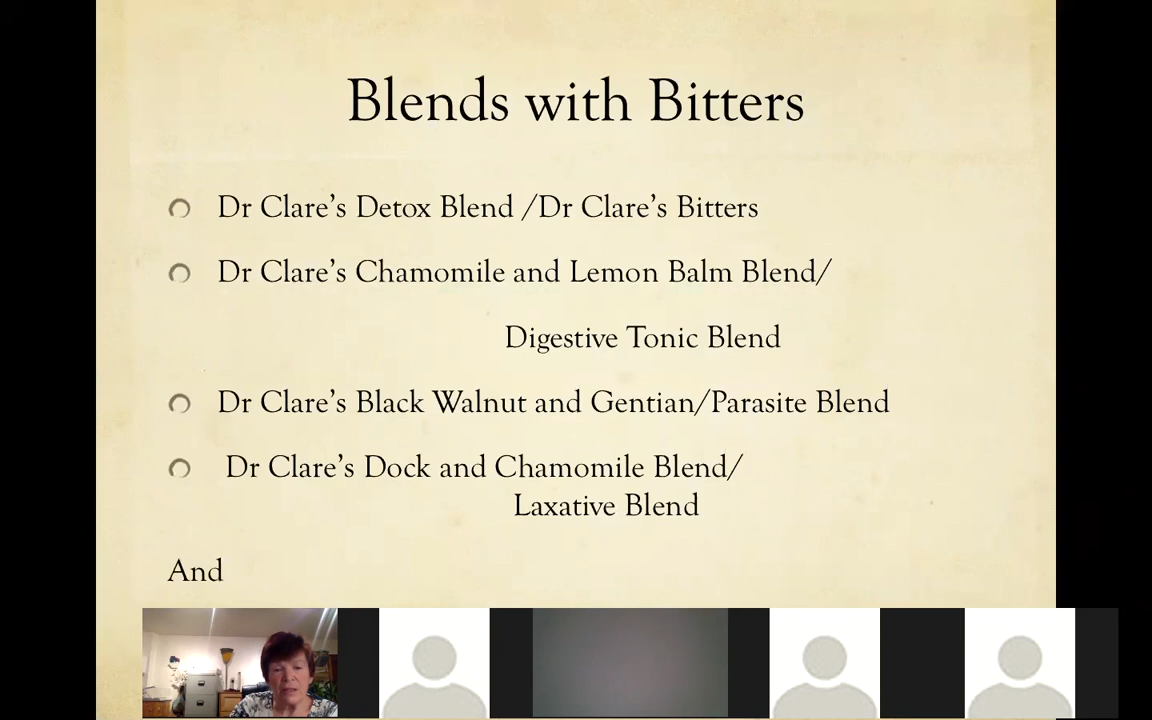 Blends with Bitters
Dr Clare's Detox Blend /Dr Clare's Bitters
Dr Clare's Chamomile and Lemon Balm Blend/
Digestive Tonic Blend
Dr Clare's Black Walnut and Gentian/Parasite Blend
Dr Clare's Dock and Chamomile Blend/
Laxative Blend
And